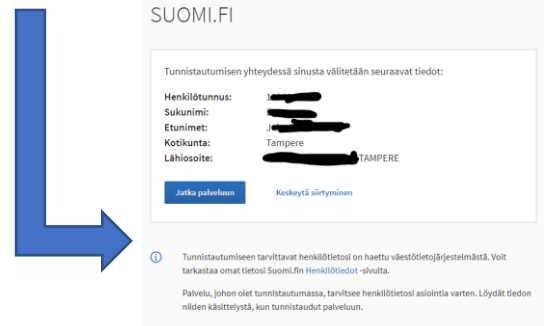 SUOMI.FI
Tunnistautumisen yhteydessä sinusta välitetään seuraavat tiedot:
Henkilötunnus:
Sukunimi:
Etunimet:
Kotikunta: Tampere
Lähiosoite: TAMPERE
Jatka palveluun Keskeytä siirtyminen
Tunnistautumiseen tarvittavat henkilötietosi on haettu väestötietojärjestelmästä. Voit
tarkastaa omat tietosi Suomi.fin Henkilötiedot -sivulta.
Palvelu, johon olet tunnistautumassa, tarvitsee henkilötietosi asiointia varten. Löydät tiedon
niiden käsittelystä, kun tunnistaudut palveluun.